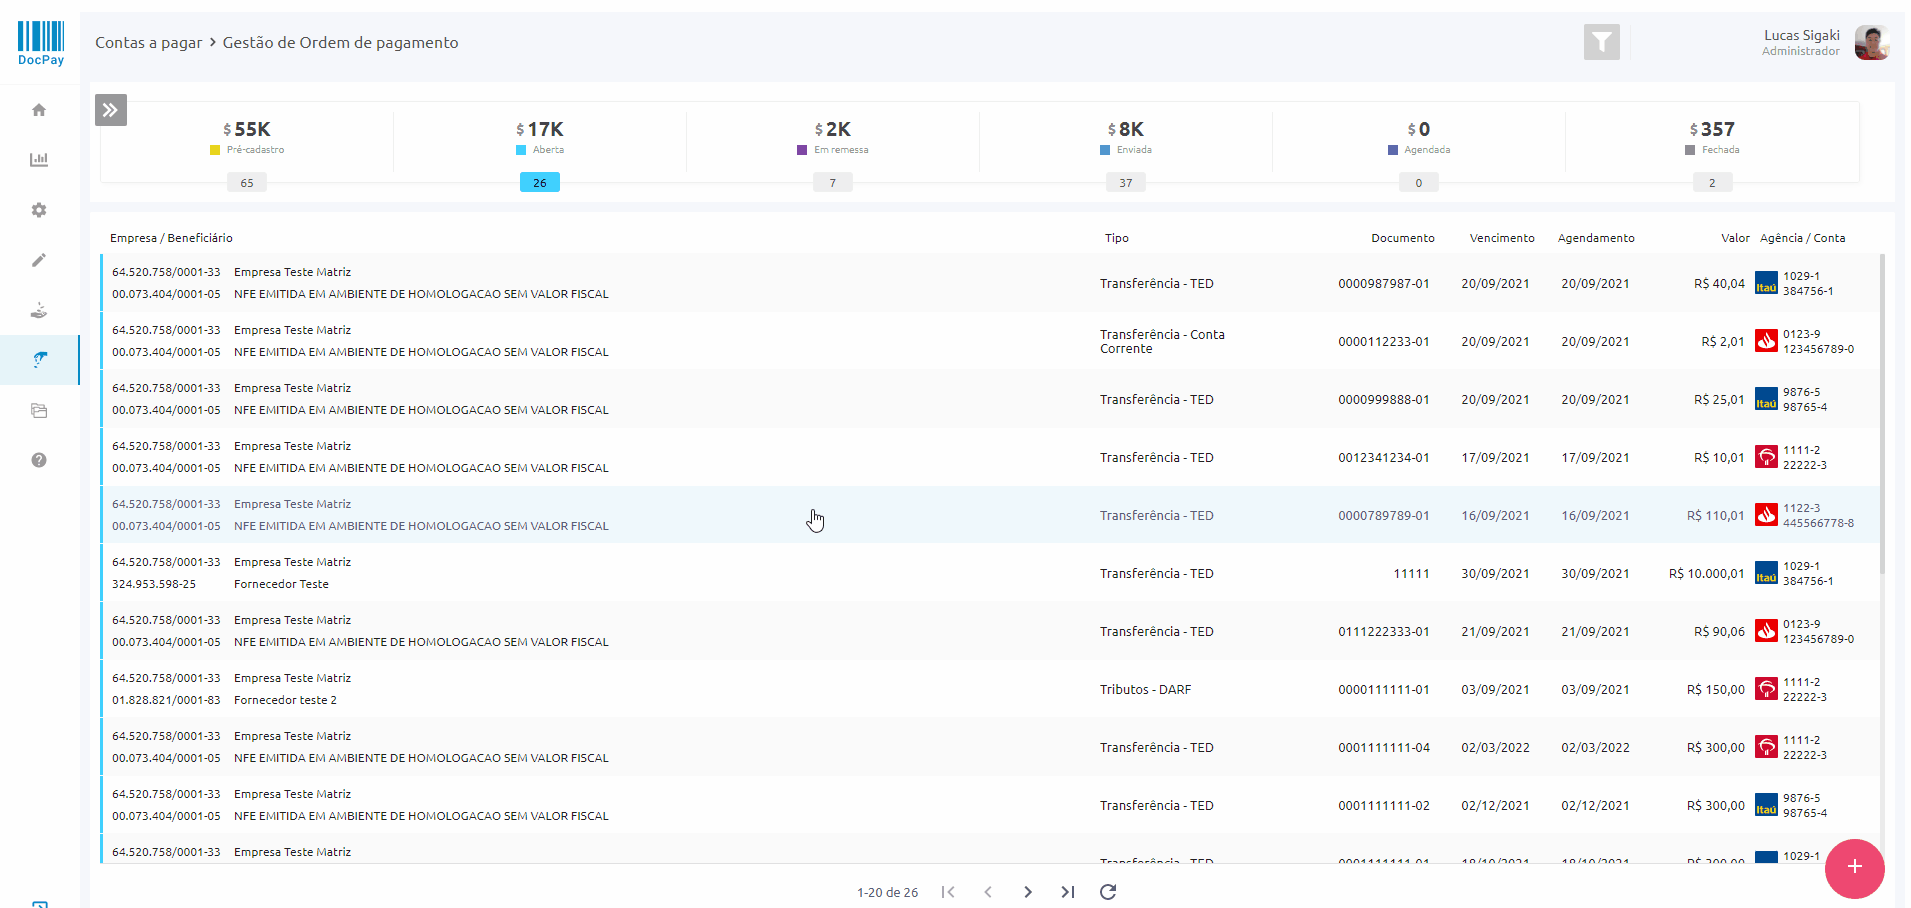 DocPay
Contas a pagar > Gestão de Ordem de pagamento
Lucas Sigaki
Administrador
$ 55K
Pré-cadastro
65
$ 17K
Aberta
26
$ 2K
Em remessa
7
$ 8K
Enviada
37
$ 0
Agendada
0
$ 357
Fechada
2
Empresa / Beneficiário Tipo Documento Vencimento Agendamento Valor Agência / Conta
64.520.758/0001-33 Empresa Teste Matriz
00.073.404/0001-05 NFE EMITIDA EM AMBIENTE DE HOMOLOGACAO SEM VALOR FISCAL
Transferência - TED 0000987987-01 20/09/2021 20/09/2021 R$ 40,04 Itaú 1029-1
384756-1
64.520.758/0001-33 Empresa Teste Matriz
00.073.404/0001-05 NFE EMITIDA EM AMBIENTE DE HOMOLOGACAO SEM VALOR FISCAL
Transferência - Conta
Corrente
0000112233-01 20/09/2021 20/09/2021 R$ 2,01 0123-9
123456789-0
64.520.758/0001-33 Empresa Teste Matriz
00.073.404/0001-05 NFE EMITIDA EM AMBIENTE DE HOMOLOGACAO SEM VALOR FISCAL
Transferência - TED 0000999888-01 20/09/2021 20/09/2021 R$ 25,01 Itaú 9876-5
98765-4
64.520.758/0001-33 Empresa Teste Matriz
00.073.404/0001-05 NFE EMITIDA EM AMBIENTE DE HOMOLOGACAO SEM VALOR FISCAL
Transferência - TED 0012341234-01 17/09/2021 17/09/2021 R$ 10,01 1111-2
22222-3
64.520.758/0001-33 Empresa Teste Matriz
00.073.404/0001-05 NFE EMITIDA EM AMBIENTE DE HOMOLOGACAO SEM VALOR FISCAL
Transferência - TED 0000789789-01 16/09/2021 16/09/2021 R$ 110,01 1122-3
445566778-8
64.520.758/0001-33 Empresa Teste Matriz
324.953.598-25 Fornecedor Teste
Transferência - TED 11111 30/09/2021 30/09/2021 R$ 10.000,01 Itaú 1029-1
384756-1
64.520.758/0001-33 Empresa Teste Matriz
00.073.404/0001-05 NFE EMITIDA EM AMBIENTE DE HOMOLOGACAO SEM VALOR FISCAL
Transferência - TED 0111222333-01 21/09/2021 21/09/2021 R$ 90,06 0123-9
123456789-0
64.520.758/0001-33 Empresa Teste Matriz
01.828.821/0001-83 Fornecedor teste 2
Tributos - DARF 0000111111-01 03/09/2021 03/09/2021 R$ 150,00 1111-2
22222-3
64.520.758/0001-33 Empresa Teste Matriz
00.073.404/0001-05 NFE EMITIDA EM AMBIENTE DE HOMOLOGACAO SEM VALOR FISCAL
Transferência - TED 0001111111-04 02/03/2022 02/03/2022 R$ 300,00 1111-2
22222-3
64.520.758/0001-33 Empresa Teste Matriz
00.073.404/0001-05 NFE EMITIDA EM AMBIENTE DE HOMOLOGACAO SEM VALOR FISCAL
Transferência - TED 0001111111-02 02/12/2021 02/12/2021 R$ 300,00 Itaú 9876-5
98765-4
64.520.758/0001-33 Empresa Teste Matriz
Transferência - TED 0001111111-01 18/10/2021 18/10/2021 R$ 300,00 1029-1
1-20 de 26